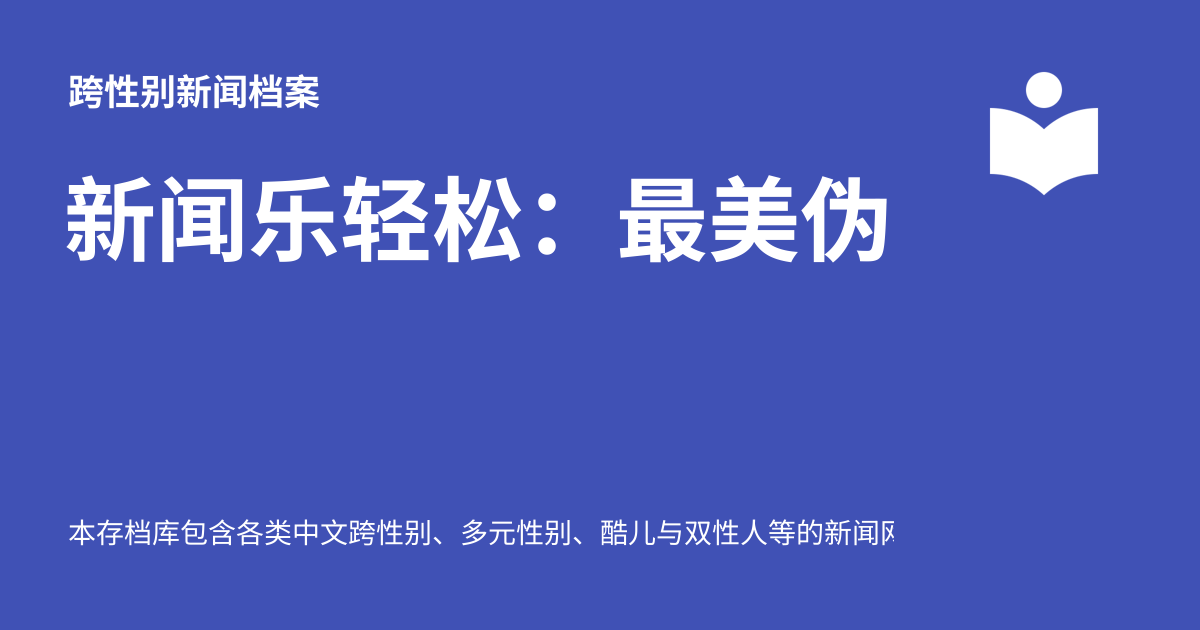 跨性别新闻档案
新闻乐轻松：最美伪
本存档库包含各类中文跨性别、多元性别、酷儿与双性人等的新闻